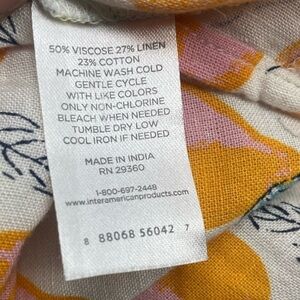 50% VISCOSE 27% LINEN
23% COTTON
MACHINE WASH COLD
GENTLE CYCLE
WITH LIKE COLORS
ONLY NON-CHLORINE
BLEACH WHEN NEEDED
TUMBLE DRY LOW
COOL IRON IF NEEDED
MADE IN INDIA
RN 29360
1-800-697-2448
www.interamericanproducts.com
8 88068 56042 7